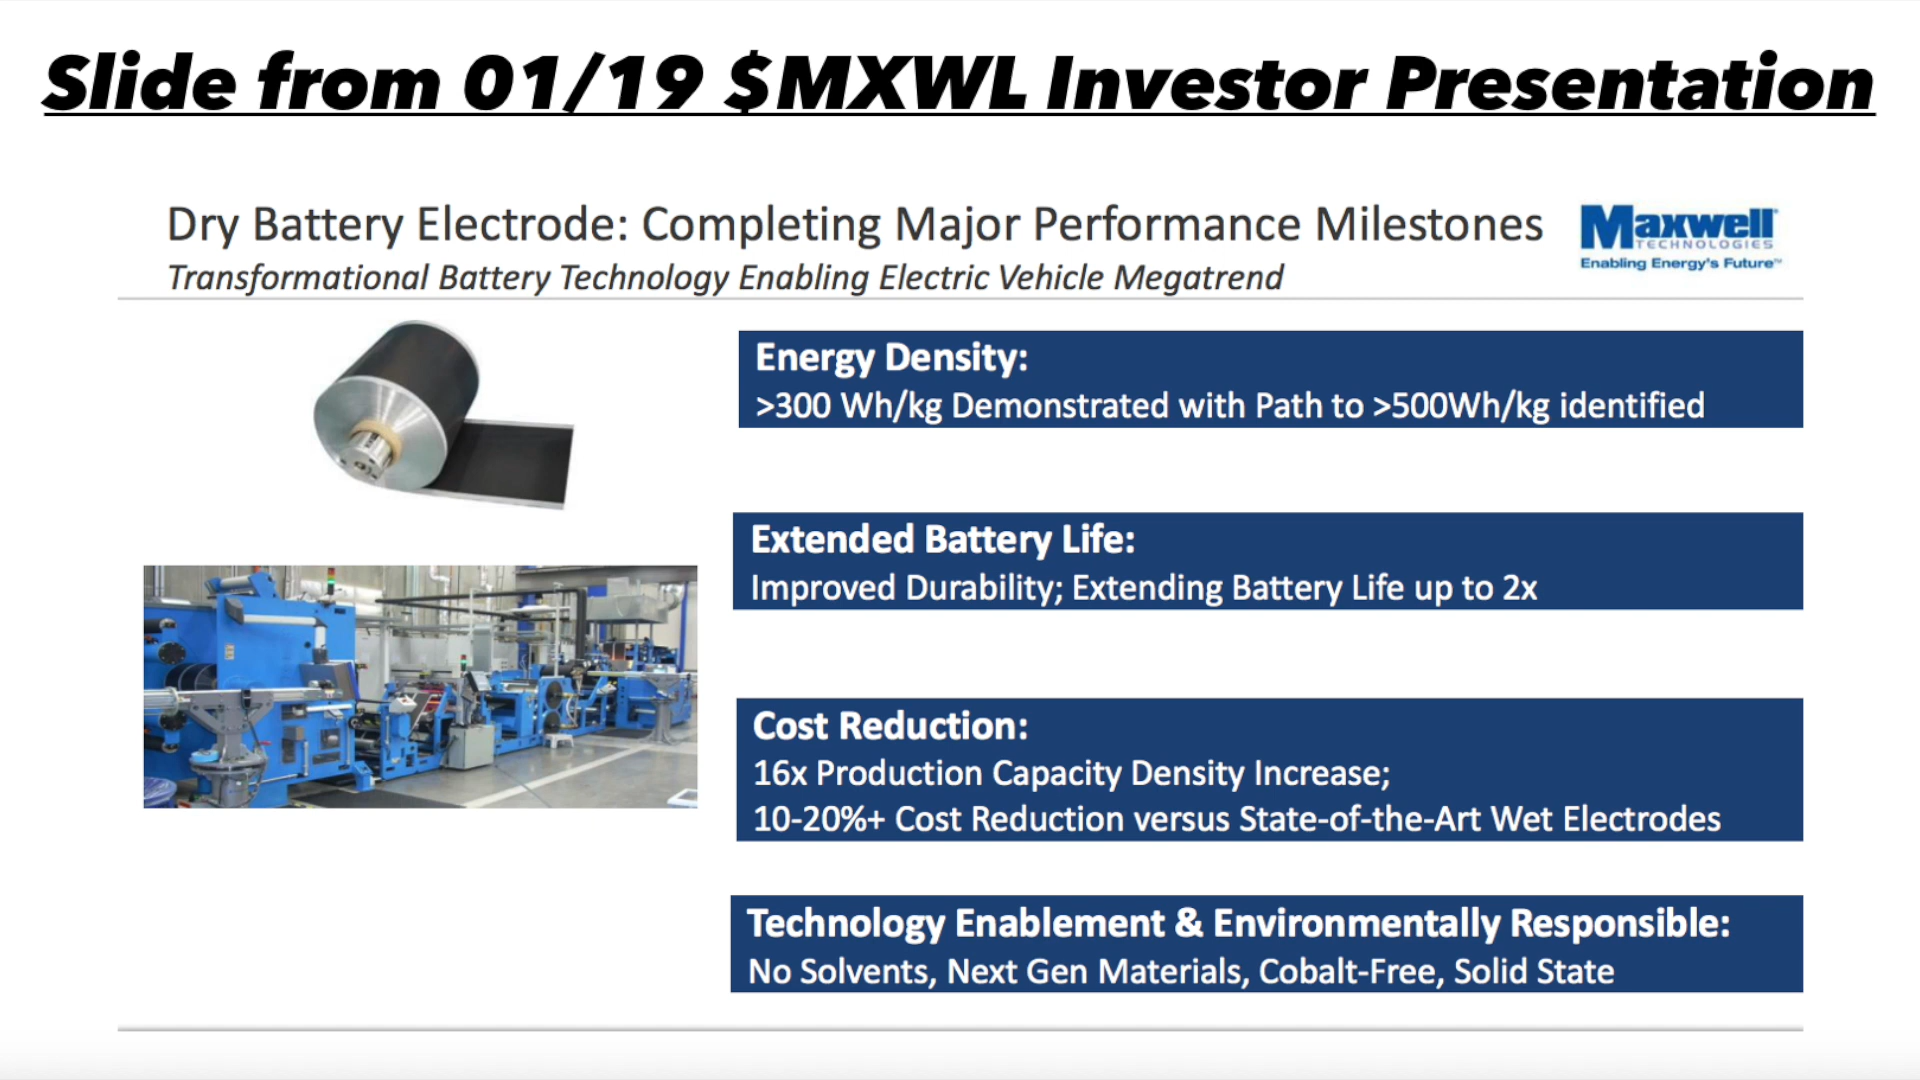 Slide from 01/19 $MXWL Investor Presentation
Dry Battery Electrode: Completing Major Performance Milestones
Transformational Battery Technology Enabling Electric Vehicle Megatrend
Maxwell
TECHNOLOGIES
Enabling Energy's Future™
Energy Density:
>300 Wh/kg Demonstrated with Path to >500Wh/kg identified
Extended Battery Life:
Improved Durability; Extending Battery Life up to 2x
Cost Reduction:
16x Production Capacity Density Increase;
10-20%+ Cost Reduction versus State-of-the-Art Wet Electrodes
Technology Enablement & Environmentally Responsible:
No Solvents, Next Gen Materials, Cobalt-Free, Solid State